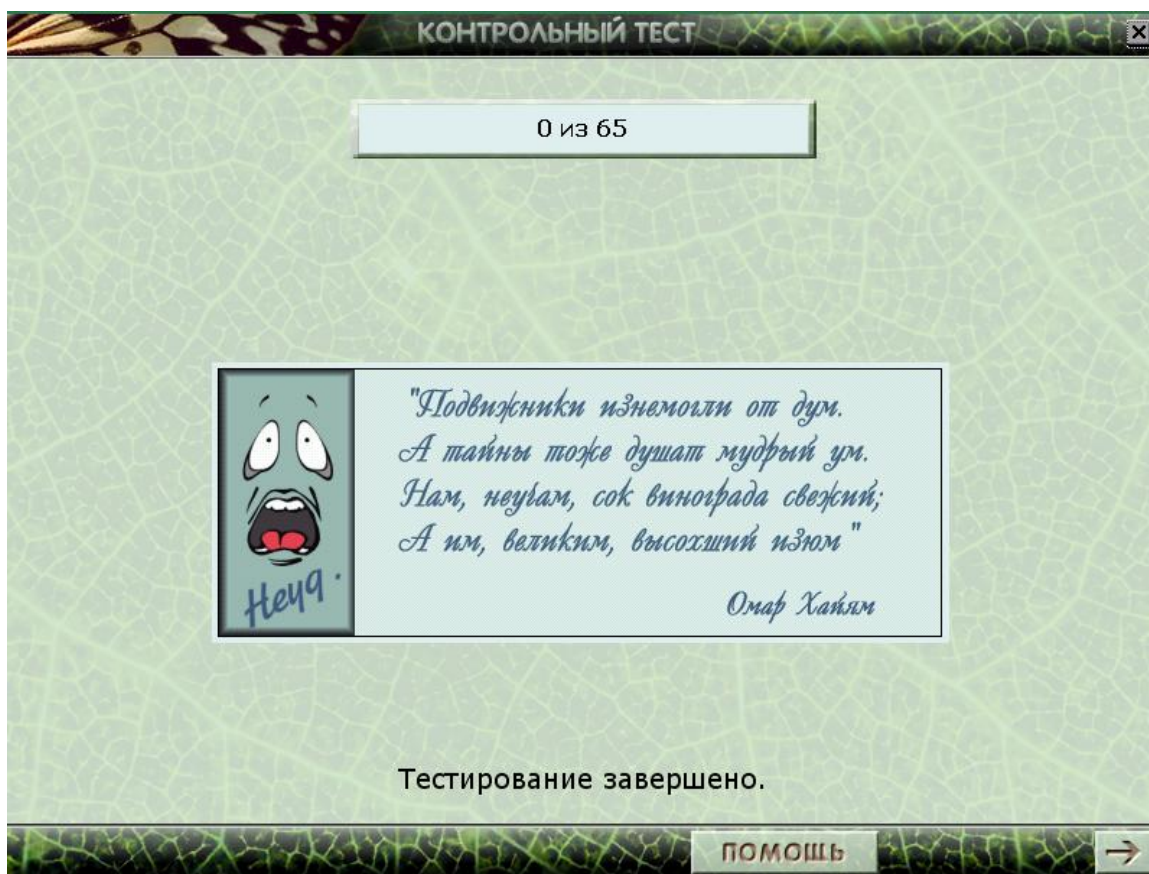 КОНТРОЛЬНЫЙ ТЕСТ
0 из 65
"Подвижники изнемогли от дум.
А тайны тоже душат мудрый ум.
Нам, неучам, сок винограда свежий;
А им, великим, высохший изюм"
Омар Хайям
Неуд.
Тестирование завершено.
ПОМОЩЬ